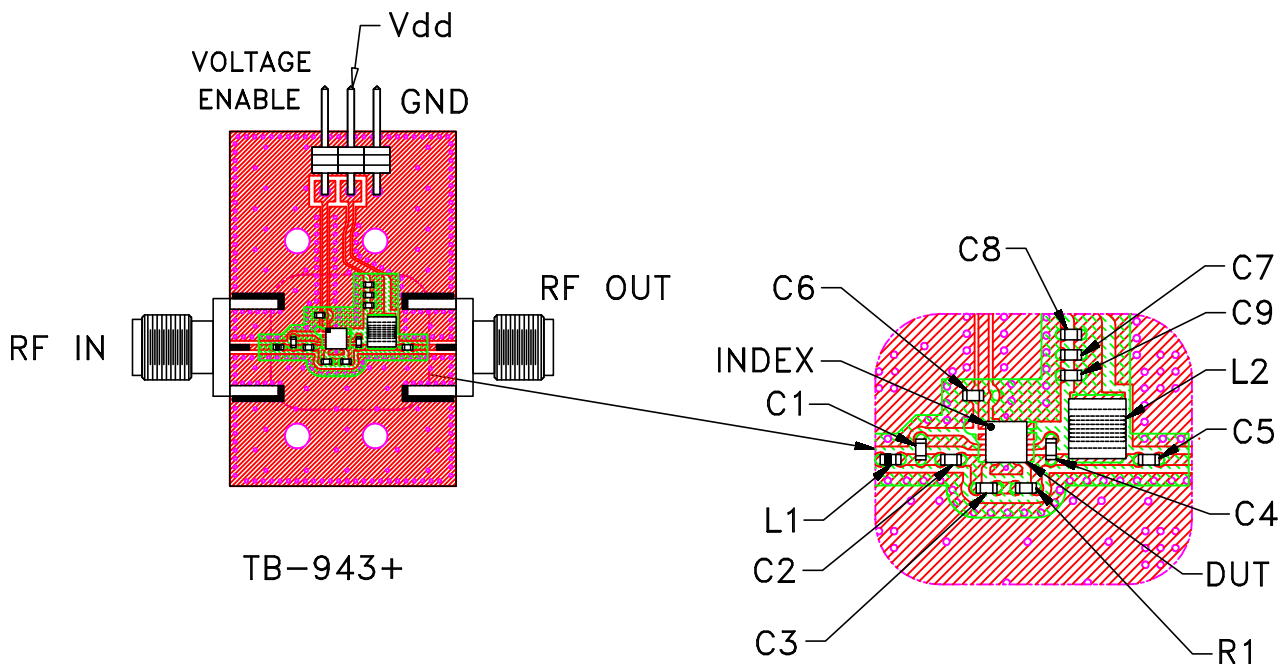 Vdd
VOLTAGE
ENABLE
GND
RF IN
RF OUT
TB-943+
C8
C7
C6
C9
INDEX
L2
C1
C5
L1
C4
C2
DUT
C3
R1